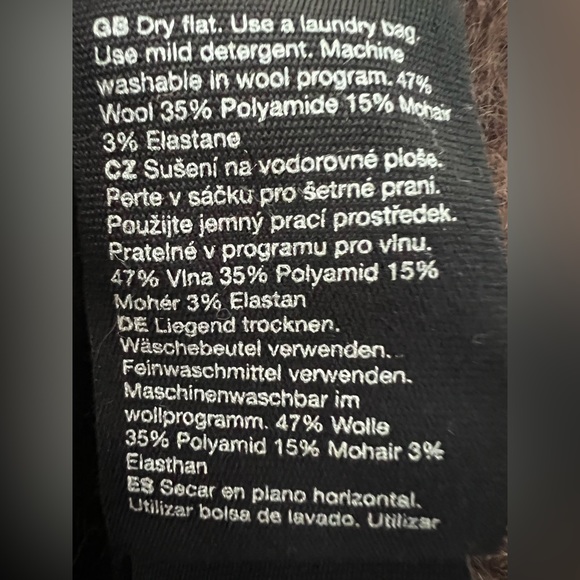 GB Dry flat. Use a laundry bag.
Use mild detergent. Machine
washable in wool program. 47%
Wool 35% Polyamide 15% Mohair
3% Elastane
CZ Sušení na vodorovné ploše.
Perte v sáčku pro šetrné praní.
Použijte jemný prací prostředek.
Pratelné v programu pro vlnu.
47% Vlna 35% Polyamid 15%
Mohér 3% Elastan
DE Liegend trocknen.
Wäschebeutel verwenden.
Feinwaschmittel verwenden.
Maschinenwaschbar im
wollprogramm. 47% Wolle
35% Polyamid 15% Mohair 3%
Elasthan
ES Secar en plano horizontal.
Utilizar bolsa de lavado. Utilizar